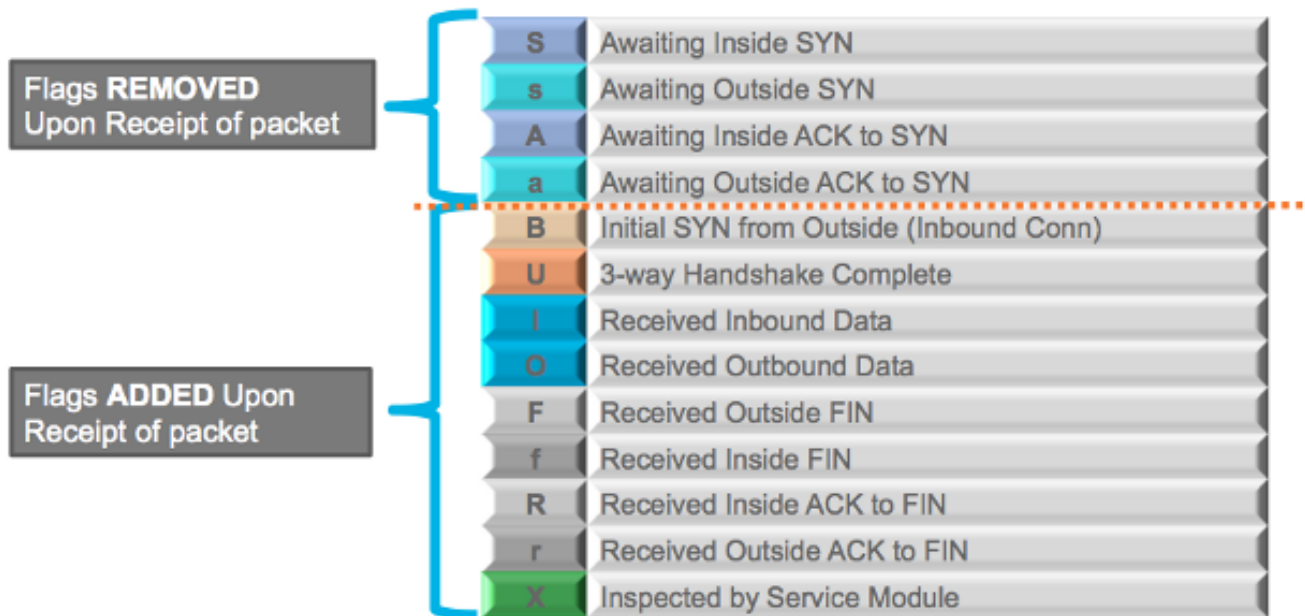 S Awaiting Inside SYN
s Awaiting Outside SYN
A Awaiting Inside ACK to SYN
a Awaiting Outside ACK to SYN
Flags REMOVED
Upon Receipt of packet
B Initial SYN from Outside (Inbound Conn)
U 3-way Handshake Complete
I Received Inbound Data
O Received Outbound Data
F Received Outside FIN
f Received Inside FIN
R Received Inside ACK to FIN
r Received Outside ACK to FIN
X Inspected by Service Module
Flags ADDED Upon
Receipt of packet